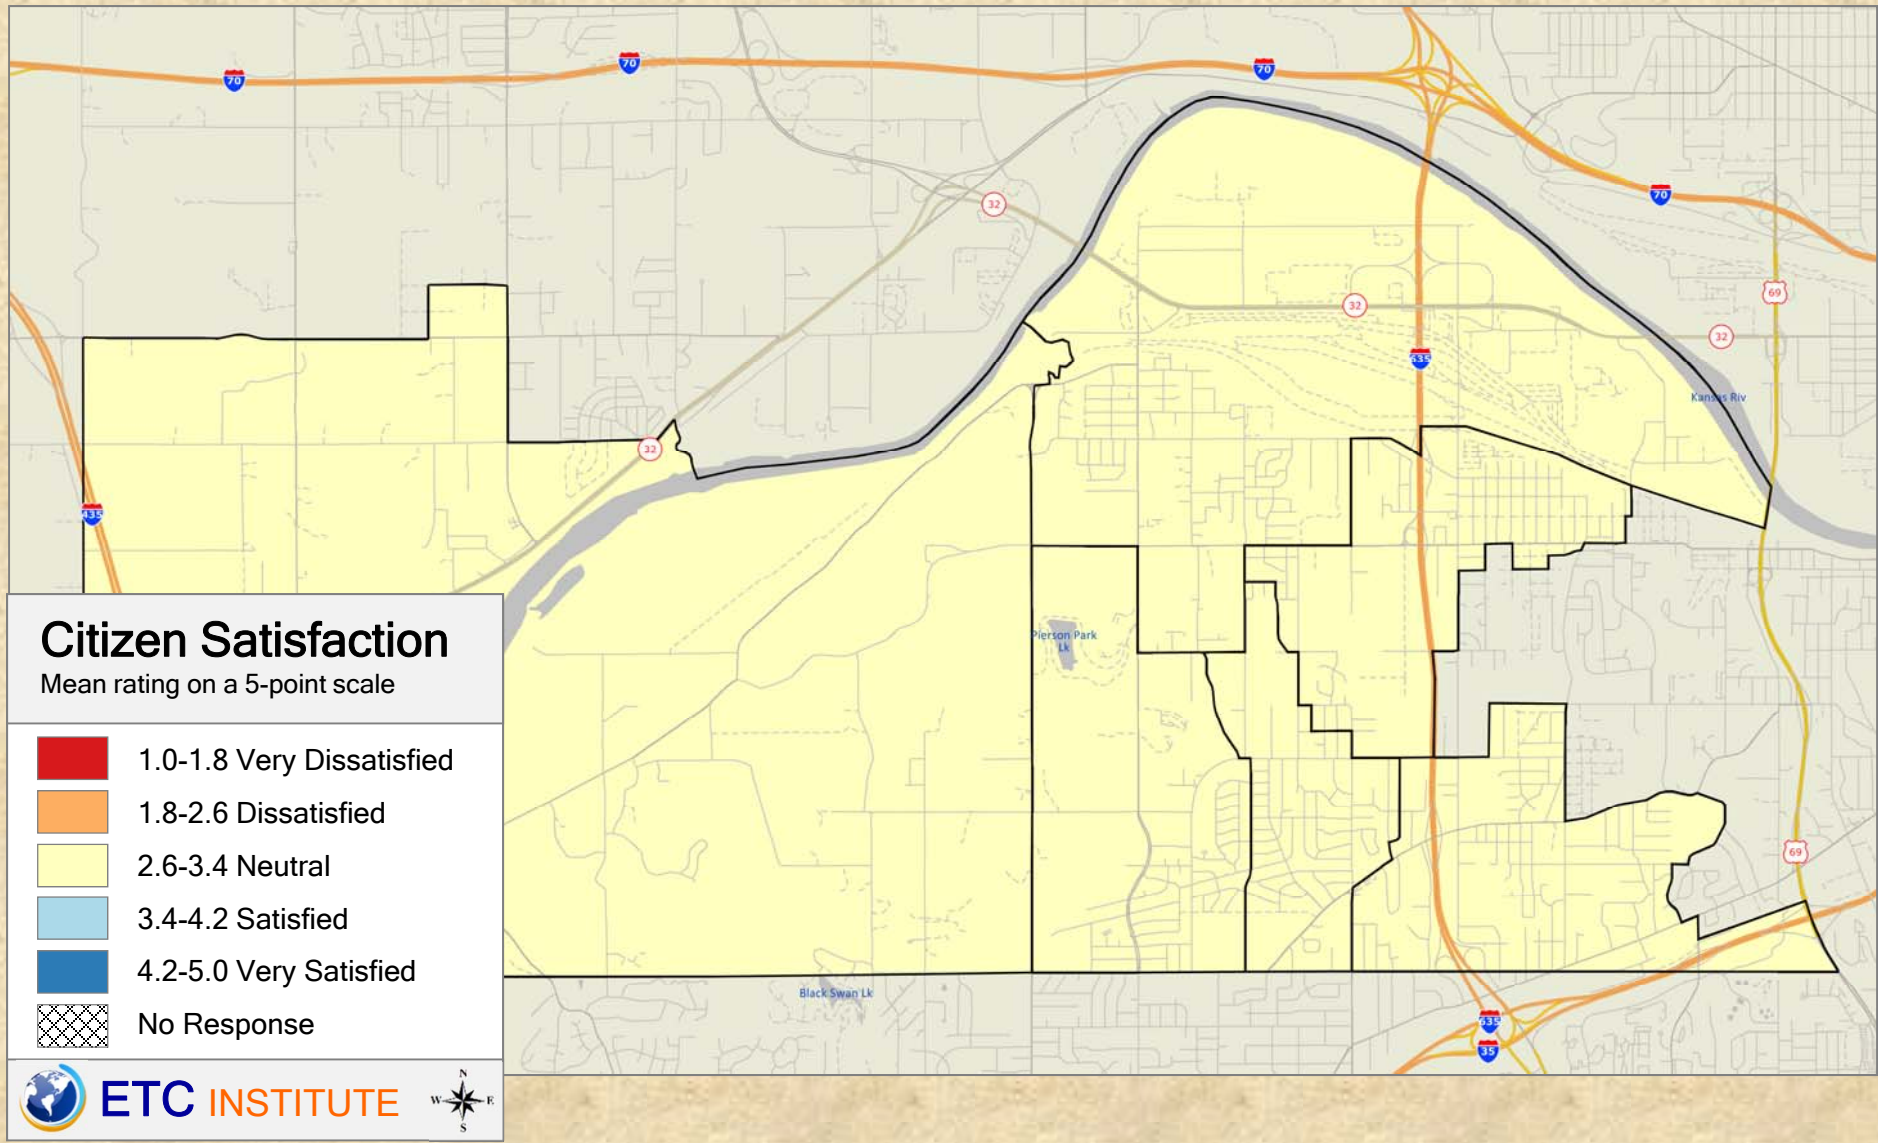 70
70
70
70
32
69
32
32
635
Kansas Riv
32
435
Pierson Park
Lk
69
Black Swan Lk
635
35
Citizen Satisfaction
Mean rating on a 5-point scale
1.0-1.8 Very Dissatisfied
1.8-2.6 Dissatisfied
2.6-3.4 Neutral
3.4-4.2 Satisfied
4.2-5.0 Very Satisfied
No Response
ETC INSTITUTE
N
W E
S